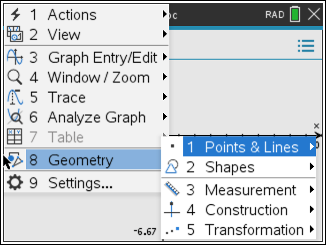 1 Actions
2 View
3 Graph Entry/Edit
4 Window / Zoom
5 Trace
6 Analyze Graph
7 Table
8 Geometry
9 Settings...
RAD
x
1 Points & Lines
2 Shapes
3 Measurement
4 Construction
5 Transformation
-6.67